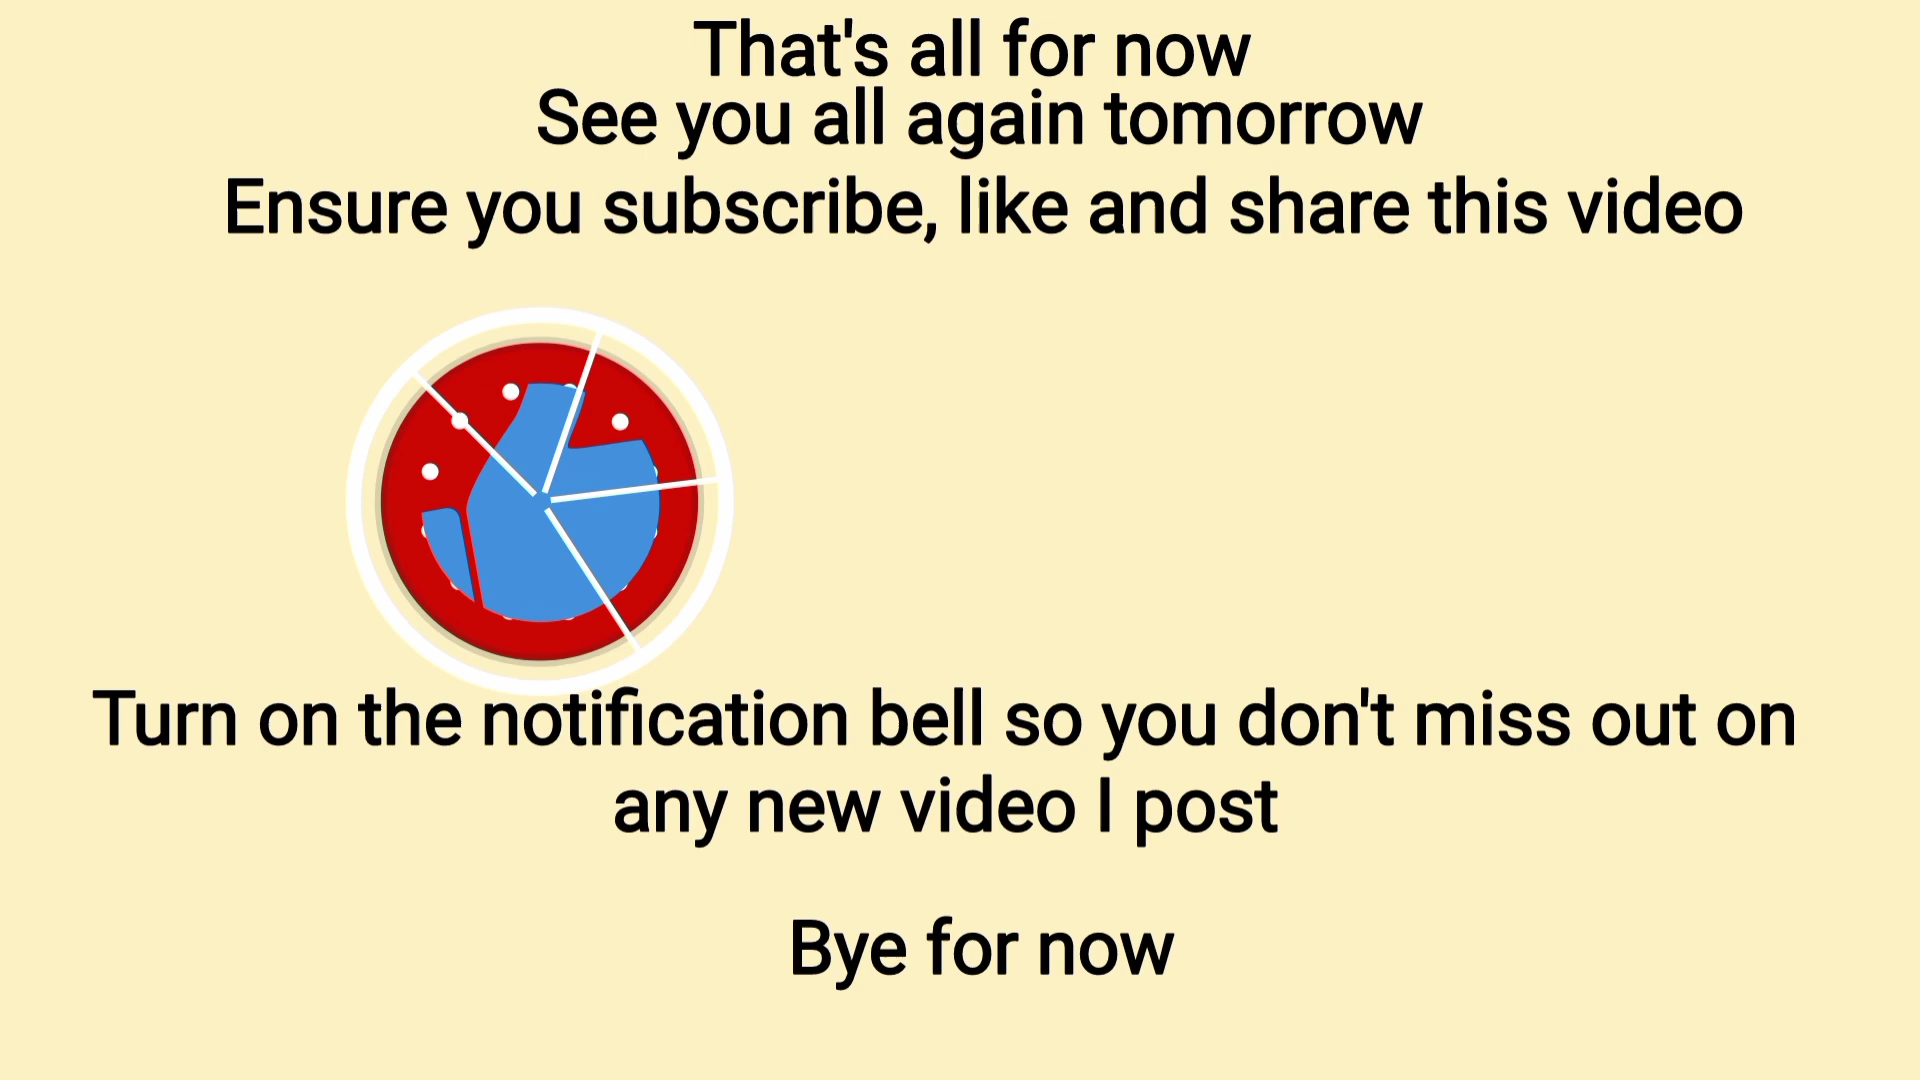 That's all for now
See you all again tomorrow
Ensure you subscribe, like and share this video
Turn on the notification bell so you don't miss out on
any new video I post
Bye for now